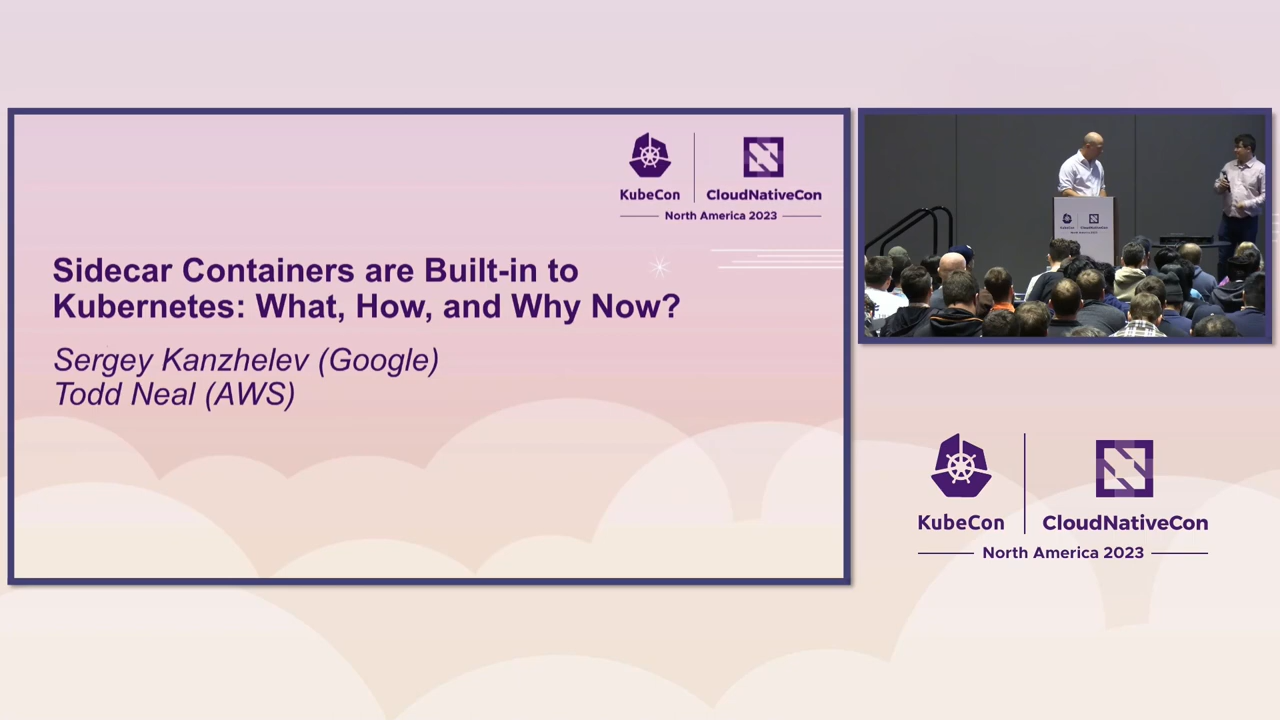 KubeCon
CloudNativeCon
North America 2023
Sidecar Containers are Built-in to
Kubernetes: What, How, and Why Now?
Sergey Kanzhelev (Google)
Todd Neal (AWS)
KubeCon
CloudNativeCon
North America 2023